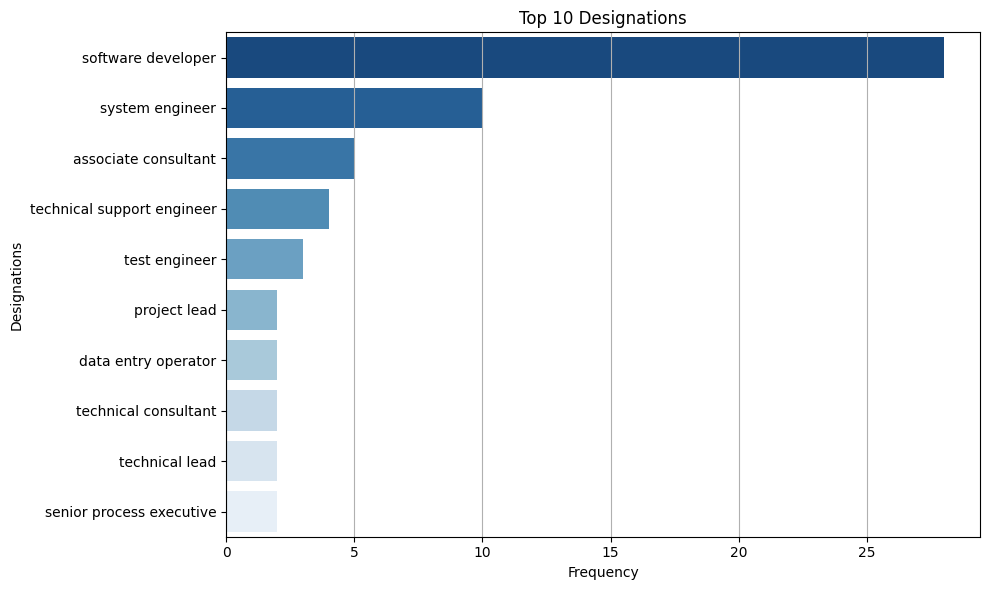 Top 10 Designations
Designations
software developer
system engineer
associate consultant
technical support engineer
test engineer
project lead
data entry operator
technical consultant
technical lead
senior process executive
0 5 10 15 20 25
Frequency